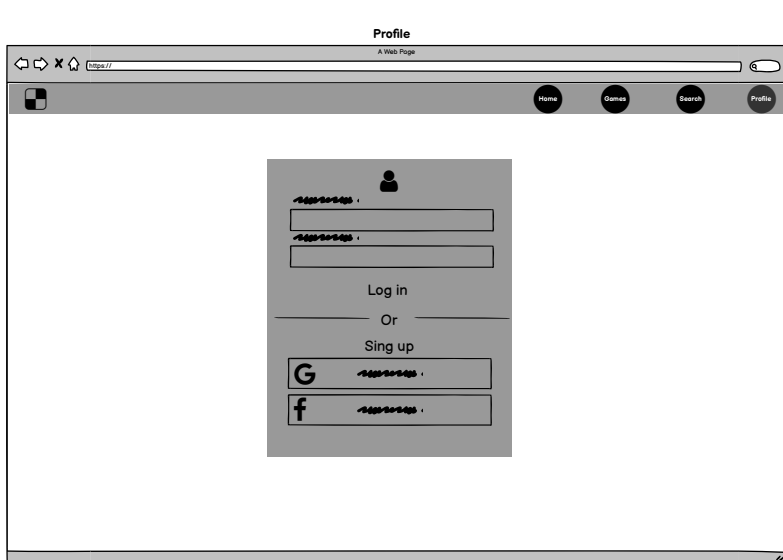 Profile
A Web Page
https://
Home Games Search Profile
Log in
Or
Sing up
G
f